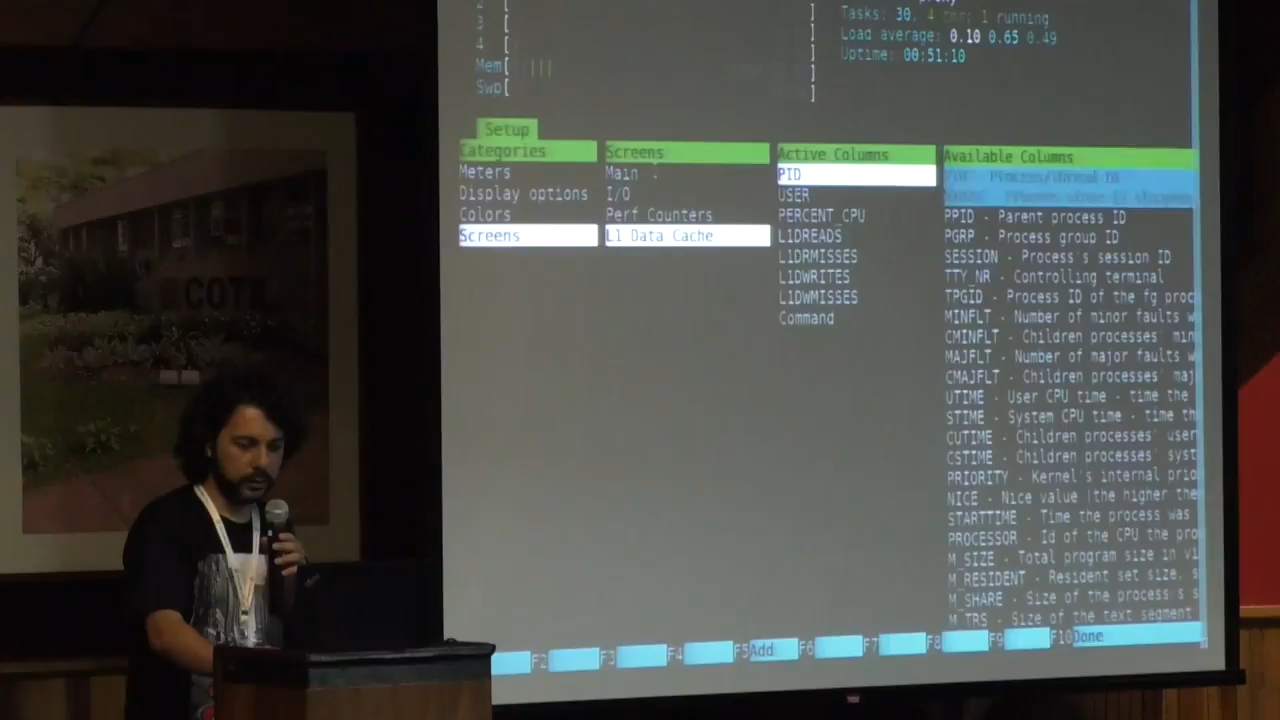 2 [ ]
3 [ ]
4 [ ]
Mem[ ||| ]
Swp[ ]
Tasks: 30, 4 thr; 1 running
Load average: 0.10 0.65 0.49
Uptime: 00:51:10
Setup
Categories
Meters
Display options
Colors
Screens
Screens
Main
I/O
Perf Counters
L1 Data Cache
Active Columns
PID
USER
PERCENT_CPU
L1DREADS
L1DRMISSES
L1DWRITES
L1DWMISSES
Command
Available Columns
PPID - Parent process ID
PGRP - Process group ID
SESSION - Process's session ID
TTY_NR - Controlling terminal
TPGID - Process ID of the fg proc
MINFLT - Number of minor faults w
CMINFLT - Children processes' min
MAJFLT - Number of major faults w
CMAJFLT - Children processes' maj
UTIME - User CPU time - time the
STIME - System CPU time - time th
CUTIME - Children processes' user
CSTIME - Children processes' syst
PRIORITY - Kernel's internal prio
NICE - Nice value (the higher the
STARTTIME - Time the process was
PROCESSOR - Id of the CPU the pro
M_SIZE - Total program size in vi
M_RESIDENT - Resident set size, s
M_SHARE - Size of the process's s
M_TRS - Size of the text segment
F2 F3 F4 F5Add F6 F7 F8 F9 F10Done